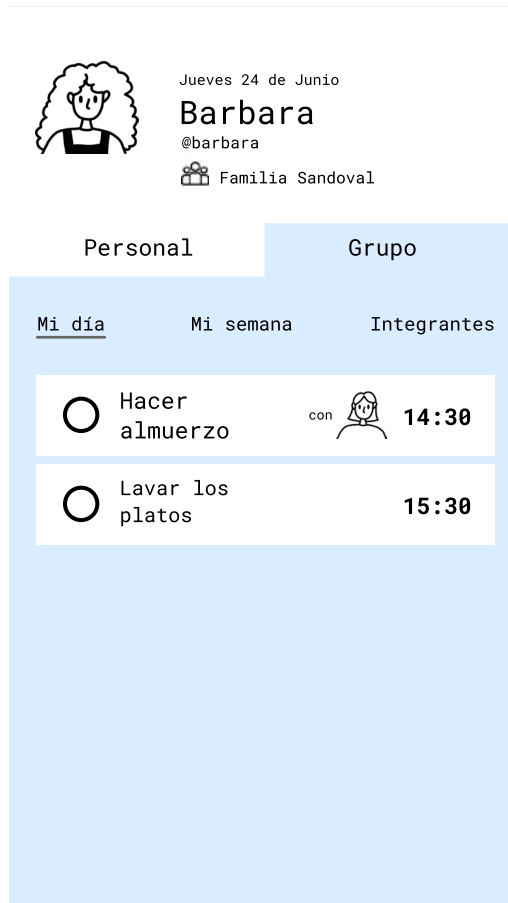 Jueves 24 de Junio
Barbara
@barbara
Familia Sandoval
Personal
Grupo
Mi día
Mi semana
Integrantes
Hacer
almuerzo
con
14:30
Lavar los
platos
15:30